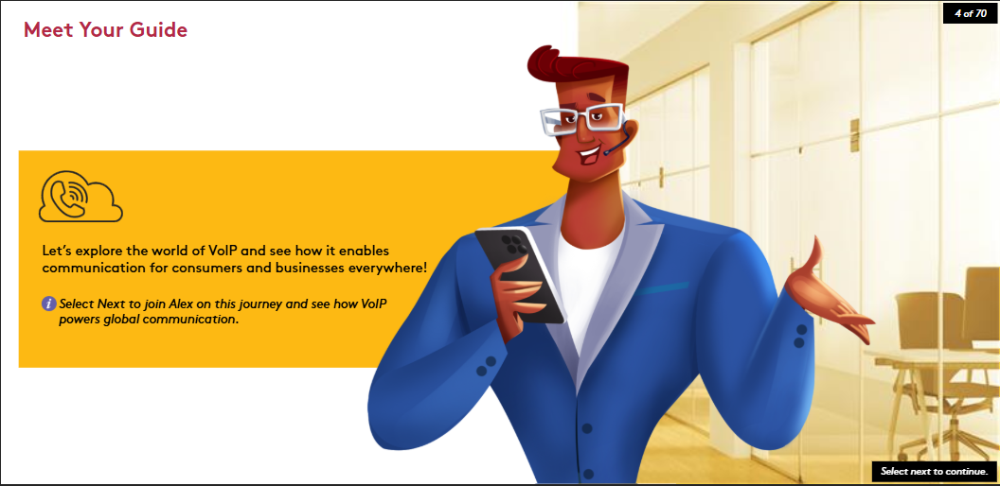 Meet Your Guide
4 of 70
Let’s explore the world of VoIP and see how it enables
communication for consumers and businesses everywhere!
i Select Next to join Alex on this journey and see how VoIP
powers global communication.
Select next to continue.